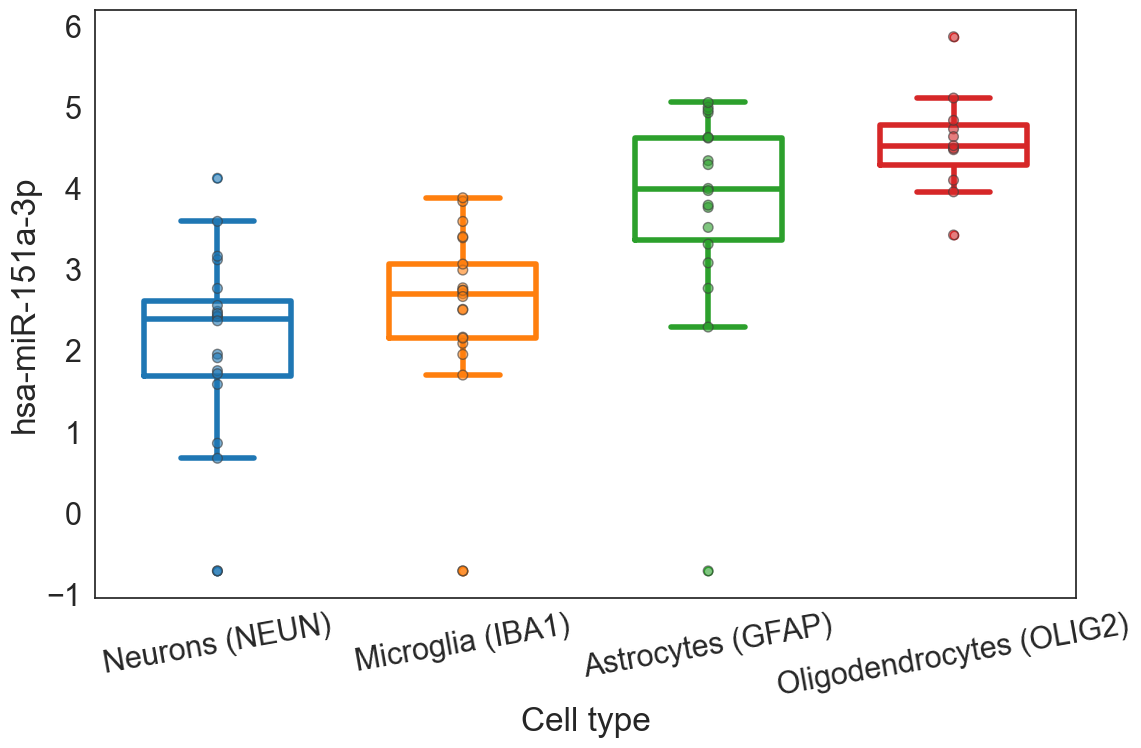 hsa-miR-151a-3p
6
5
4
3
2
1
0
−1
Neurons (NEUN)
Microglia (IBA1)
Astrocytes (GFAP)
Oligodendrocytes (OLIG2)
Cell type